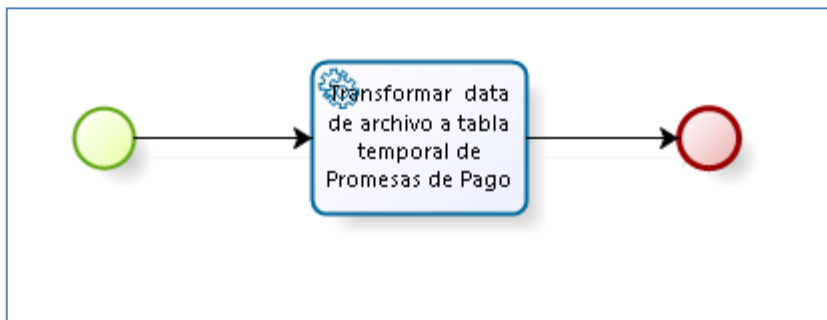 Transformar data
de archivo a tabla
temporal de
Promesas de Pago